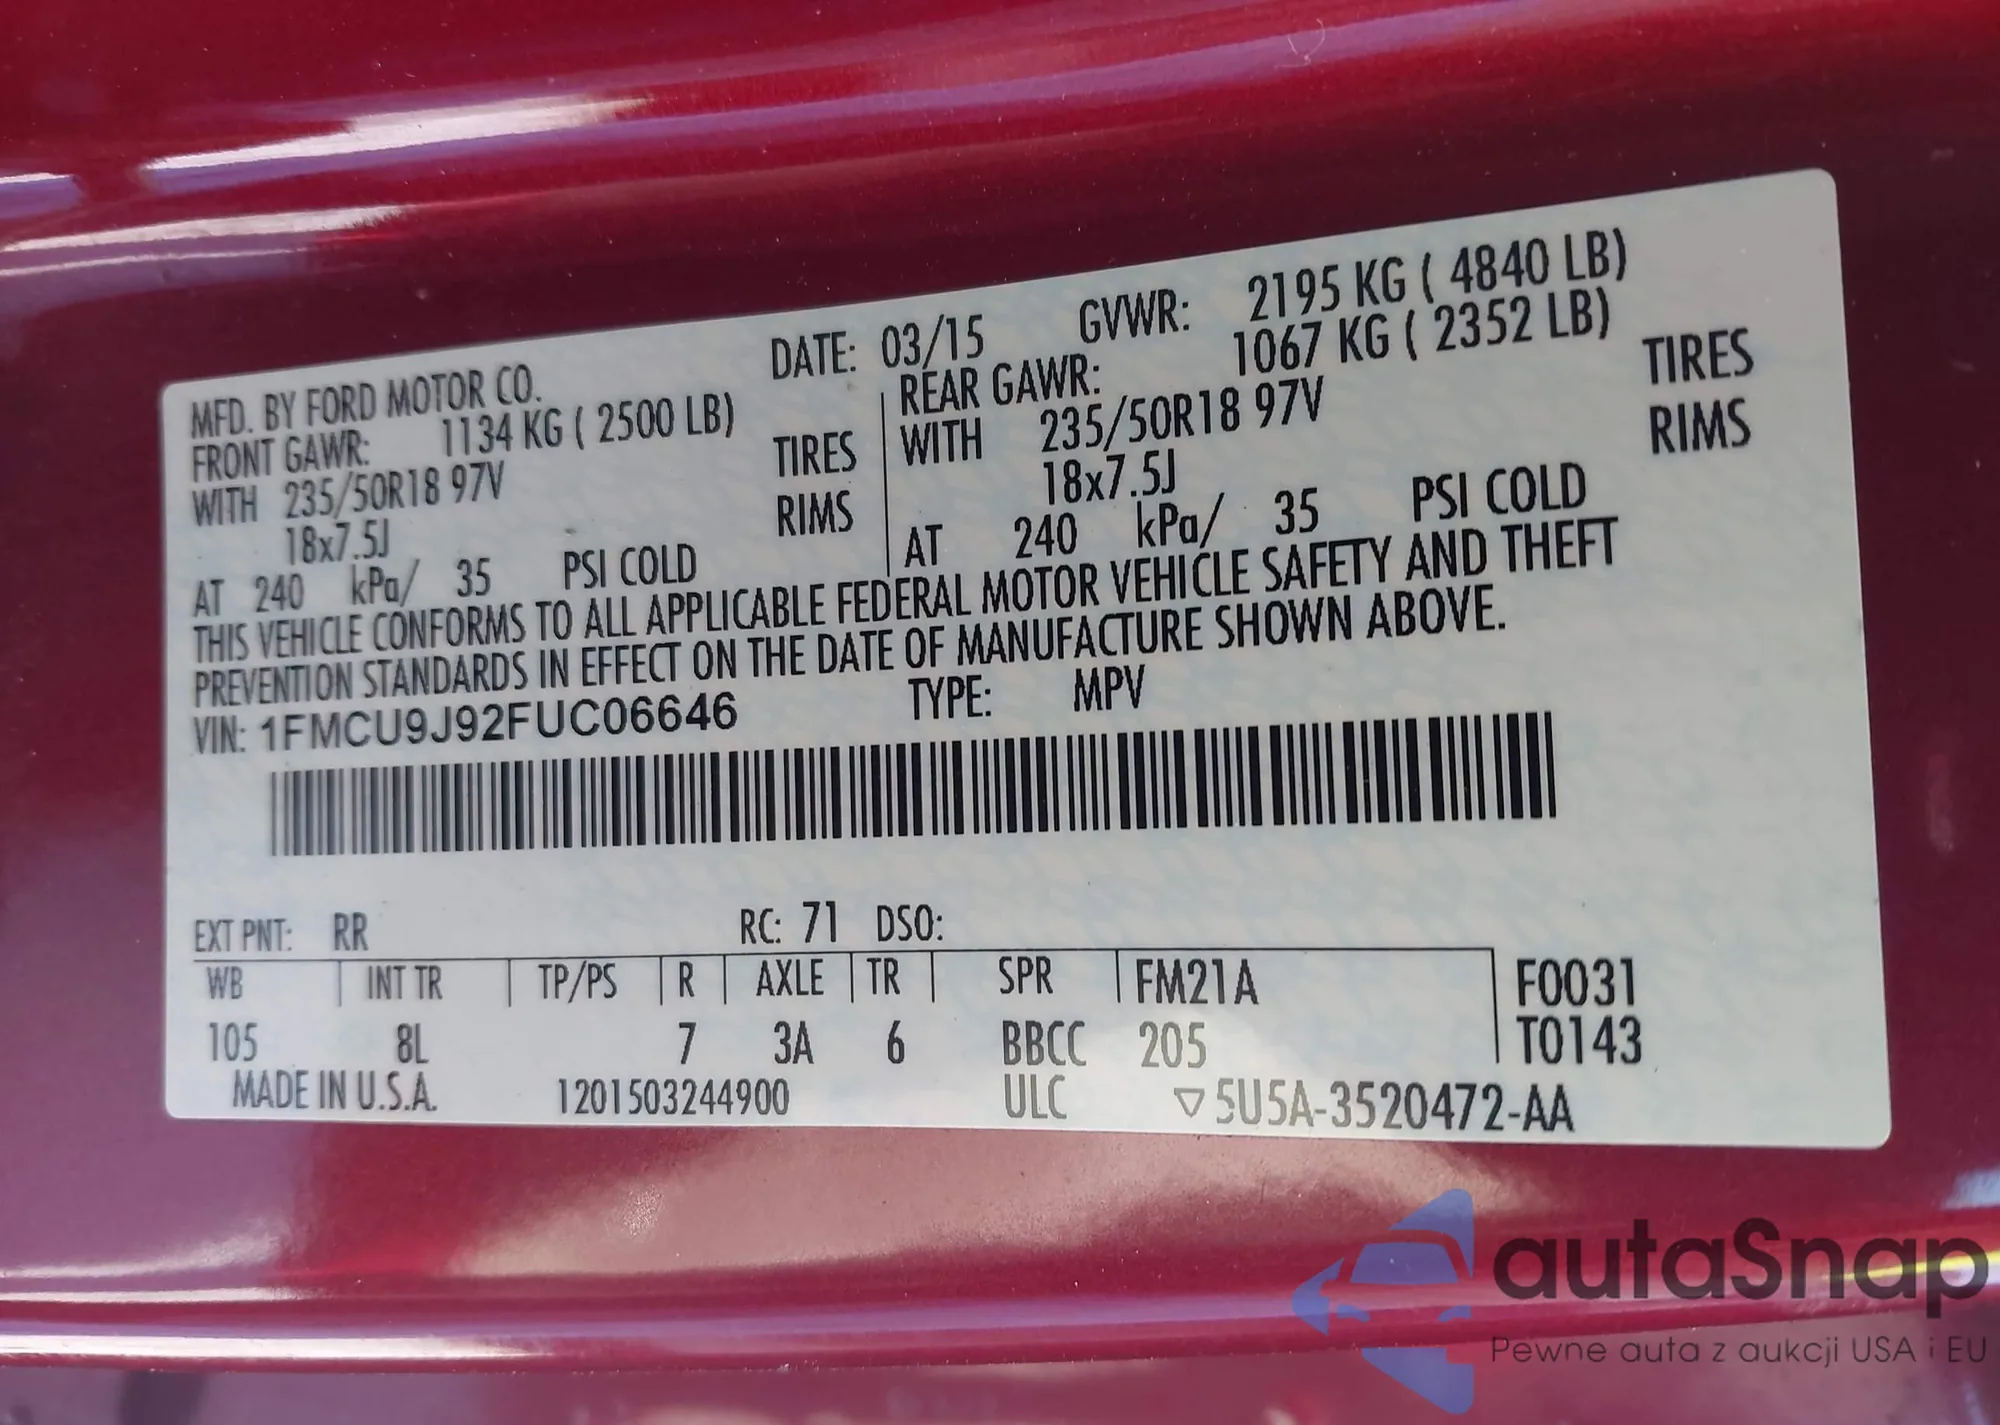 MFD. BY FORD MOTOR CO. DATE: 03/15 GVWR: 2195 KG ( 4840 LB)
FRONT GAWR: 1134 KG ( 2500 LB) REAR GAWR: 1067 KG ( 2352 LB)
WITH 235/50R18 97V TIRES WITH 235/50R18 97V TIRES
18x7.5J RIMS 18x7.5J RIMS
AT 240 kPa/ 35 PSI COLD AT 240 kPa/ 35 PSI COLD
THIS VEHICLE CONFORMS TO ALL APPLICABLE FEDERAL MOTOR VEHICLE SAFETY AND THEFT
PREVENTION STANDARDS IN EFFECT ON THE DATE OF MANUFACTURE SHOWN ABOVE.
VIN: 1FMCU9J92FUC06646 TYPE: MPV
EXT PNT: RR RC: 71 DSO:
WB INT TR TP/PS R AXLE TR SPR FM21A F0031
105 8L 7 3A 6 BBCC 205 T0143
MADE IN U.S.A. 1201503244900 ULC ▽5U5A-3520472-AA
autaSnap
Pewne auta z aukcji USA i EU